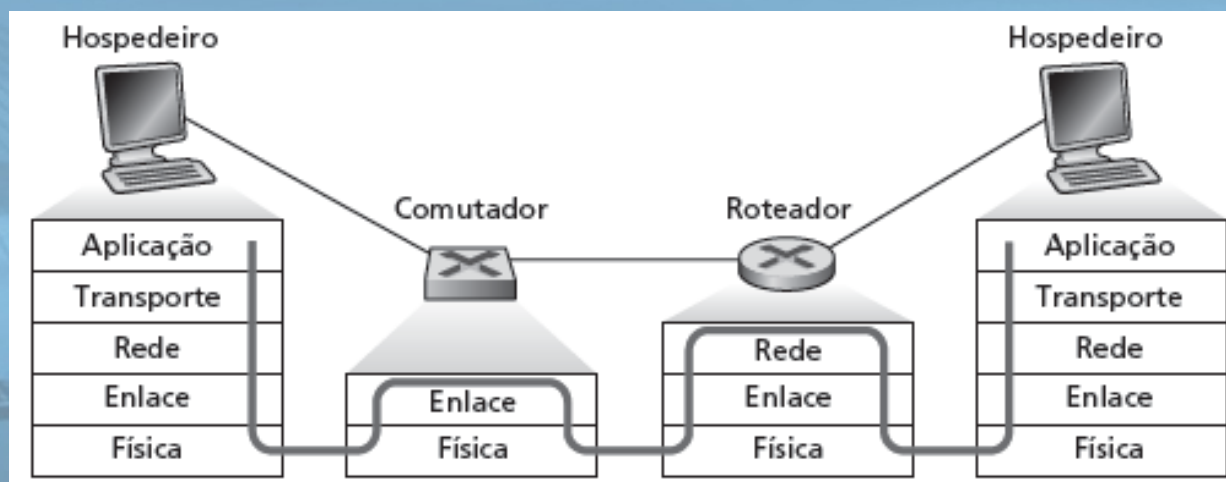 Hospedeiro
Hospedeiro
Comutador
Roteador
Aplicação
Transporte
Rede
Enlace
Física
Enlace
Física
Rede
Enlace
Física
Aplicação
Transporte
Rede
Enlace
Física